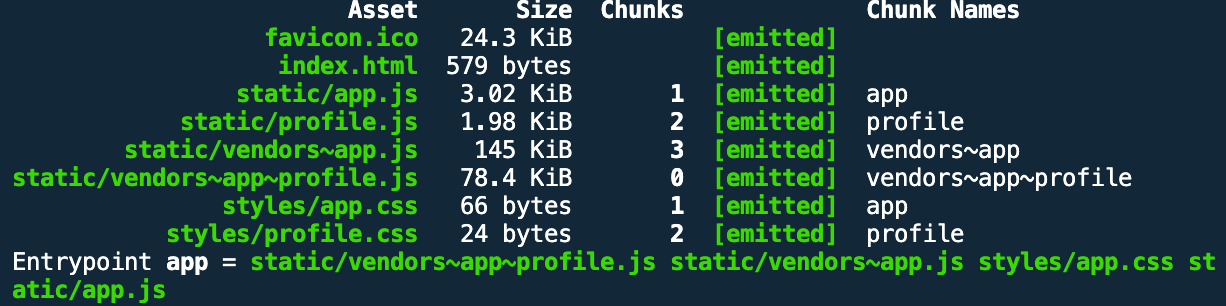 Asset Size Chunks Chunk Names
favicon.ico 24.3 KiB [emitted]
index.html 579 bytes [emitted]
static/app.js 3.02 KiB 1 [emitted] app
static/profile.js 1.98 KiB 2 [emitted] profile
static/vendors~app.js 145 KiB 3 [emitted] vendors~app
static/vendors~app~profile.js 78.4 KiB 0 [emitted] vendors~app~profile
styles/app.css 66 bytes 1 [emitted] app
styles/profile.css 24 bytes 2 [emitted] profile
Entrypoint app = static/vendors~app~profile.js static/vendors~app.js styles/app.css st
atic/app.js